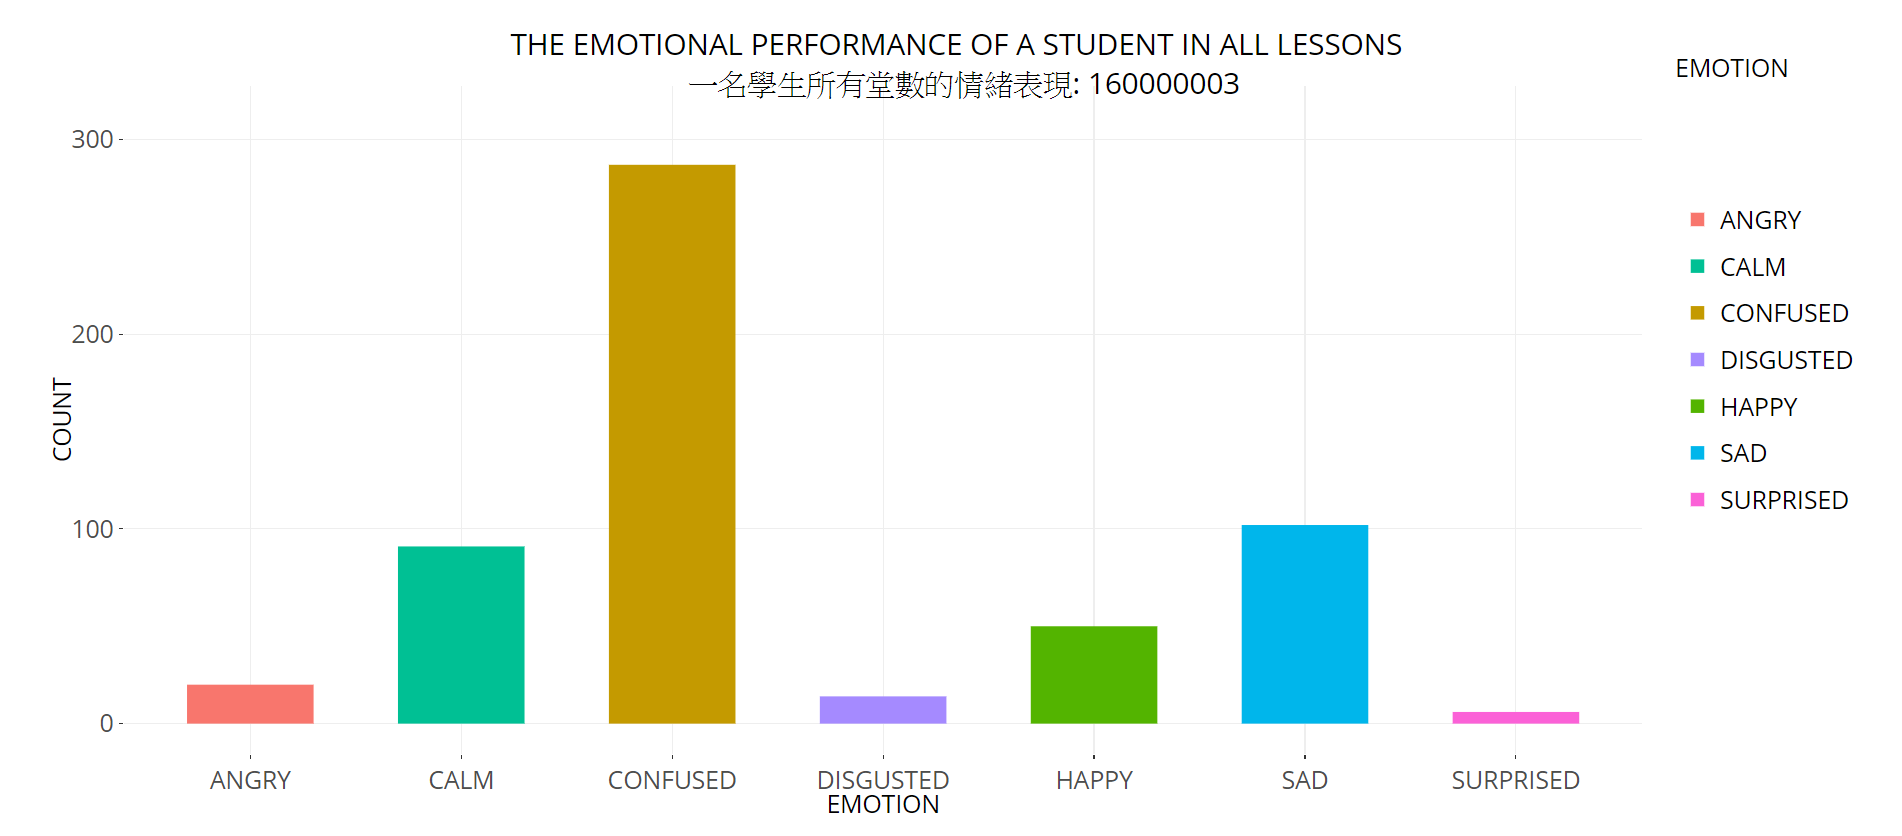 THE EMOTIONAL PERFORMANCE OF A STUDENT IN ALL LESSONS
一名學生所有堂數的情緒表現: 160000003
EMOTION
ANGRY
CALM
CONFUSED
DISGUSTED
HAPPY
SAD
SURPRISED
COUNT
300
200
100
0
ANGRY CALM CONFUSED DISGUSTED HAPPY SAD SURPRISED
EMOTION